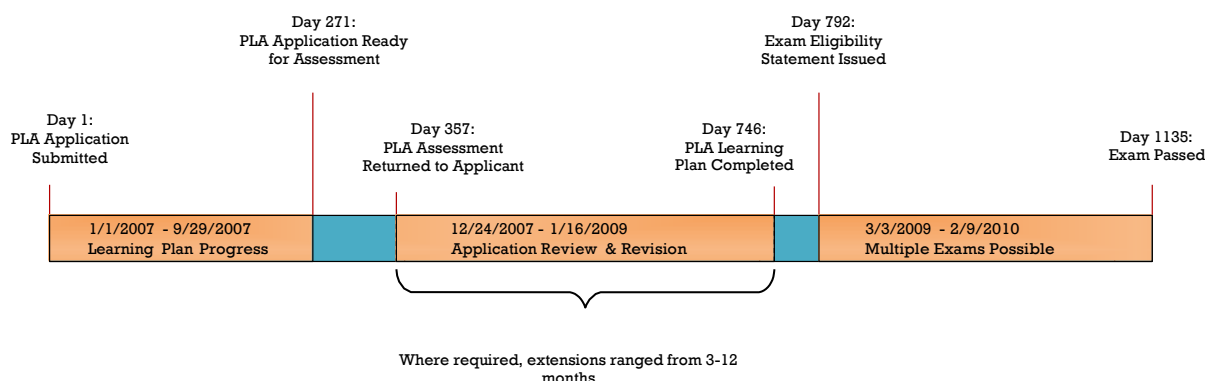 Day 271:
PLA Application Ready
for Assessment
Day 792:
Exam Eligibility
Statement Issued
Day 1:
PLA Application
Submitted
Day 357:
PLA Assessment
Returned to Applicant
Day 746:
PLA Learning
Plan Completed
Day 1135:
Exam Passed
1/1/2007 - 9/29/2007
Learning Plan Progress
12/24/2007 - 1/16/2009
Application Review & Revision
3/3/2009 - 2/9/2010
Multiple Exams Possible
Where required, extensions ranged from 3-12
months